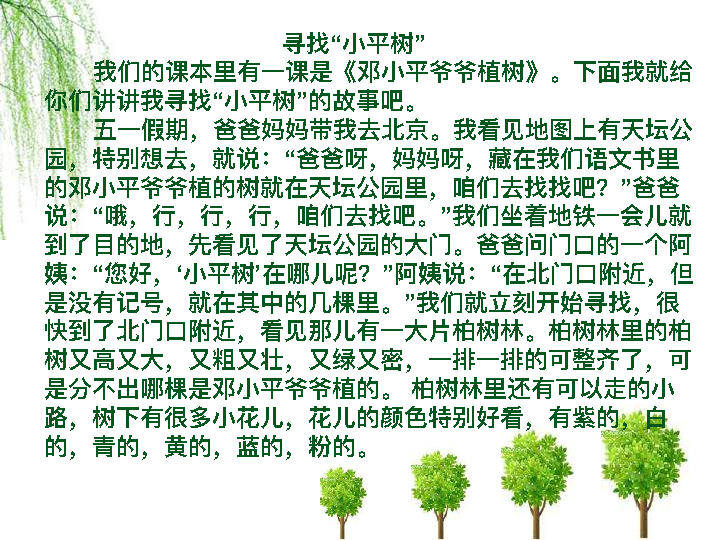 寻找“小平树”
我们的课本里有一课是《邓小平爷爷植树》。下面我就给
你们讲讲我寻找“小平树”的故事吧。
五一假期，爸爸妈妈带我去北京。我看见地图上有天坛公
园，特别想去，就说：“爸爸呀，妈妈呀，藏在我们语文书里
的邓小平爷爷植的树就在天坛公园里，咱们去找找吧？”爸爸
说：“哦，行，行，行，咱们去找吧。”我们坐着地铁一会儿就
到了目的地，先看见了天坛公园的大门。爸爸问门口的一个阿
姨：“您好，‘小平树’在哪儿呢？”阿姨说：“在北门口附近，但
是没有记号，就在其中的几棵里。”我们就立刻开始寻找，很
快到了北门口附近，看见那儿有一大片柏树林。柏树林里的柏
树又高又大，又粗又壮，又绿又密，一排一排的可整齐了，可
是分不出哪棵是邓小平爷爷植的。 柏树林里还有可以走的小
路，树下有很多小花儿，花儿的颜色特别好看，有紫的，白
的，青的，黄的，蓝的，粉的。